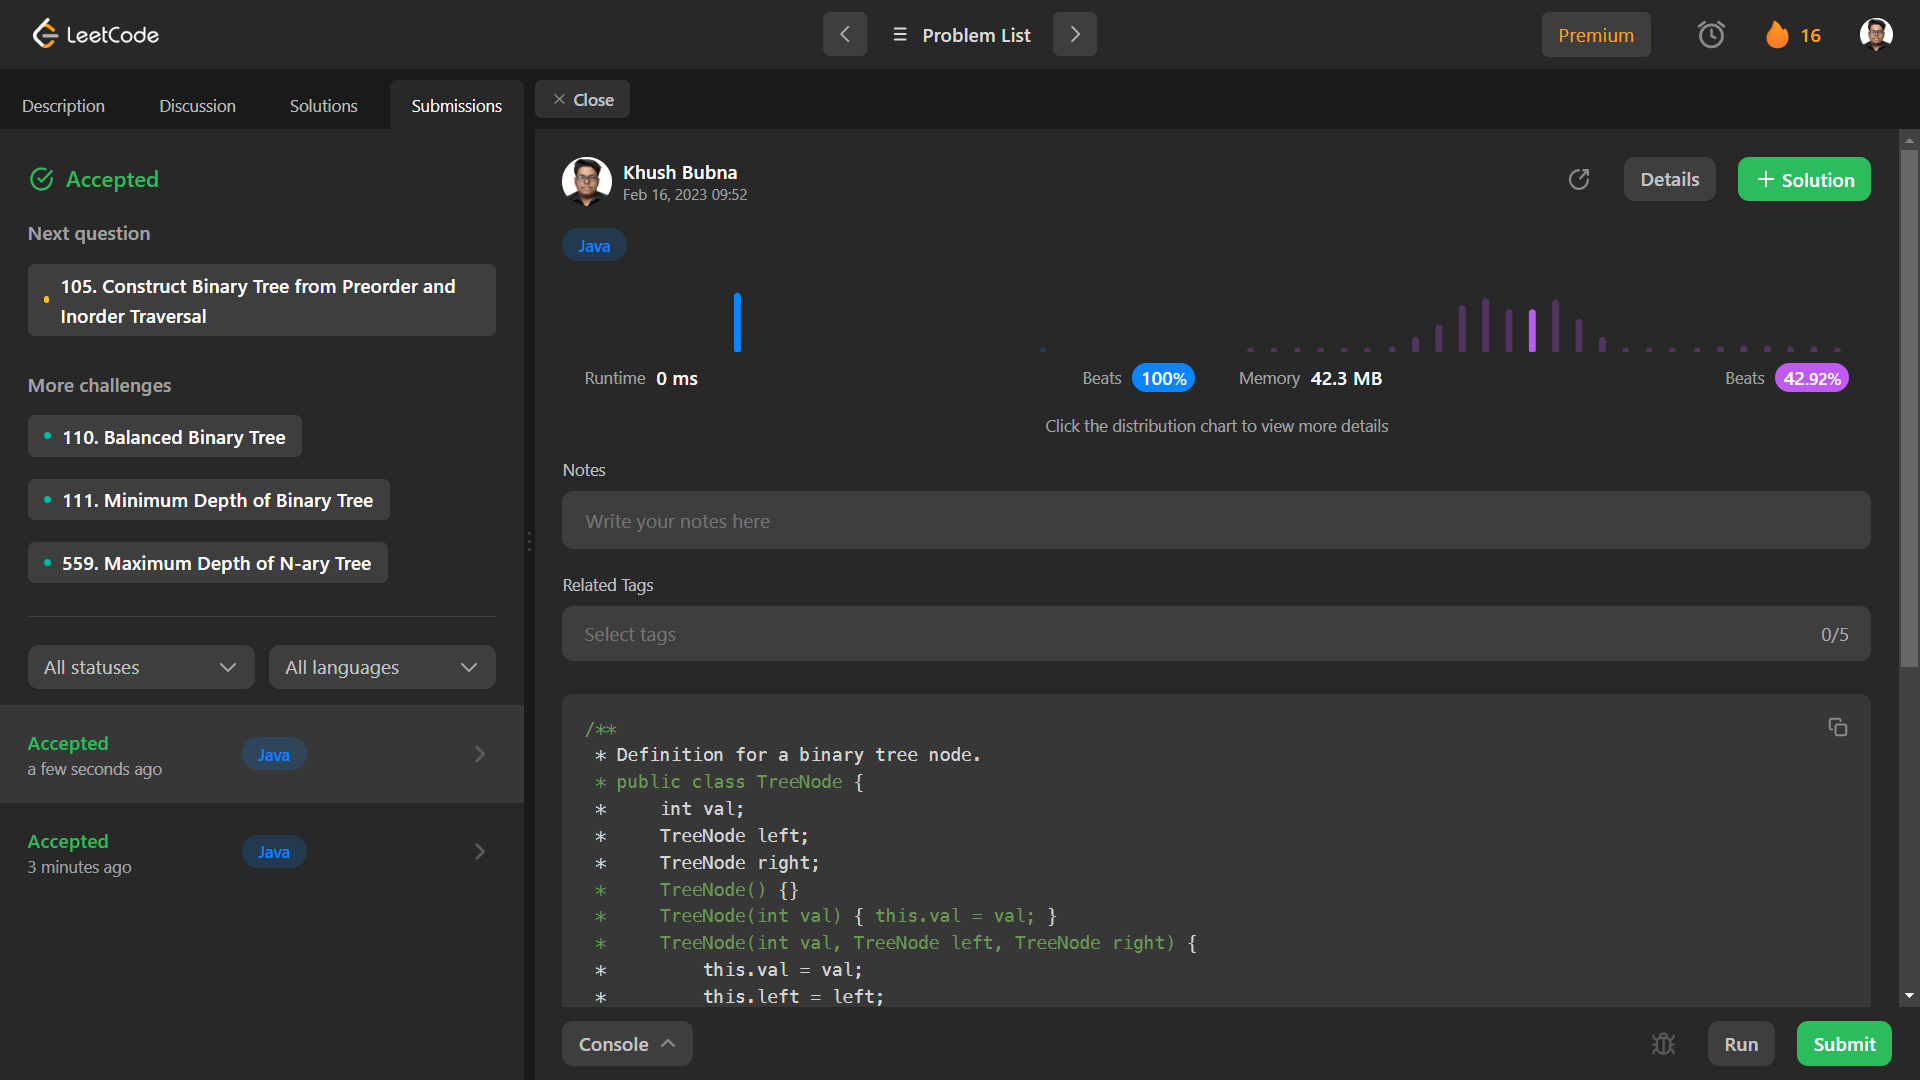 LeetCode
Problem List
Premium
16
Description
Discussion
Solutions
Submissions
Close
Accepted
Next question
105. Construct Binary Tree from Preorder and
Inorder Traversal
More challenges
110. Balanced Binary Tree
111. Minimum Depth of Binary Tree
559. Maximum Depth of N-ary Tree
All statuses
All languages
Accepted
a few seconds ago
Java
Accepted
3 minutes ago
Java
Khush Bubna
Feb 16, 2023 09:52
Details
+ Solution
Java
Runtime 0 ms
Beats 100%
Memory 42.3 MB
Beats 42.92%
Click the distribution chart to view more details
Notes
Write your notes here
Related Tags
Select tags
0/5
/**
 * Definition for a binary tree node.
 * public class TreeNode {
 *     int val;
 *     TreeNode left;
 *     TreeNode right;
 *     TreeNode() {}
 *     TreeNode(int val) { this.val = val; }
 *     TreeNode(int val, TreeNode left, TreeNode right) {
 *         this.val = val;
 *         this.left = left;
Console
Run
Submit